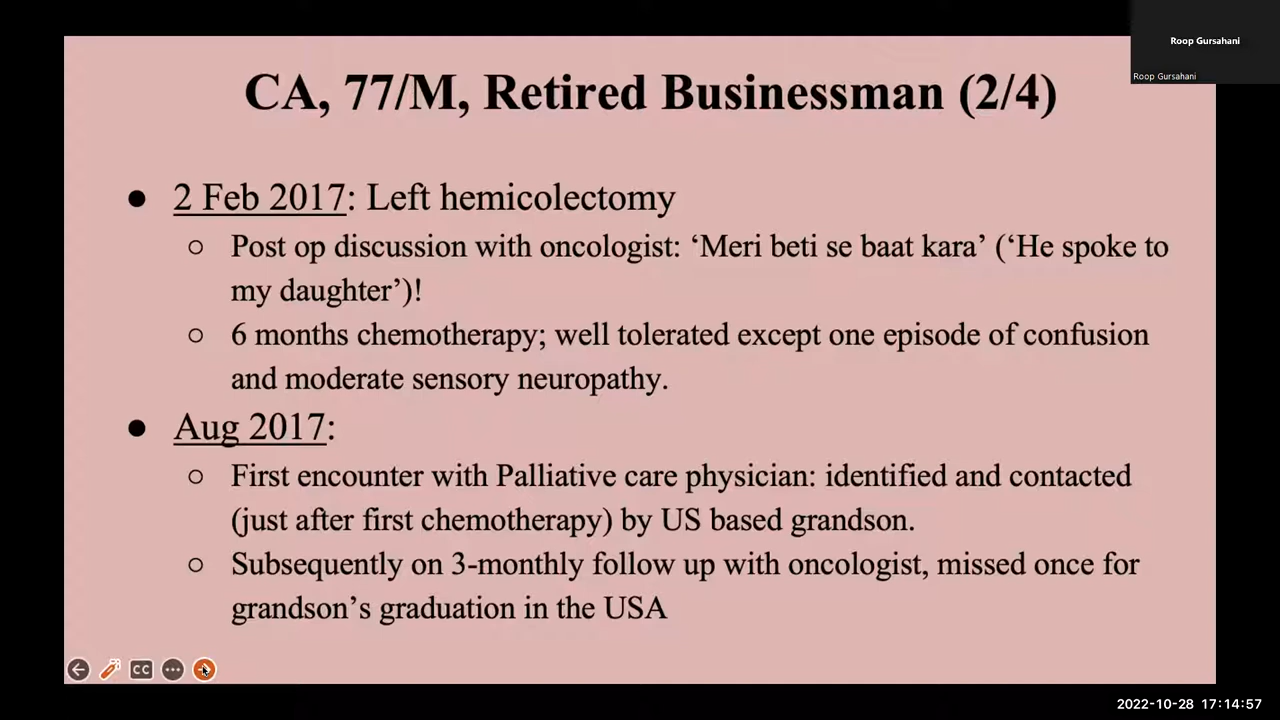 Roop Gursahani
Roop Gursahani
CA, 77/M, Retired Businessman (2/4)
● 2 Feb 2017: Left hemicolectomy
○ Post op discussion with oncologist: ‘Meri beti se baat kara’ (‘He spoke to
my daughter’)!
○ 6 months chemotherapy; well tolerated except one episode of confusion
and moderate sensory neuropathy.
● Aug 2017:
○ First encounter with Palliative care physician: identified and contacted
(just after first chemotherapy) by US based grandson.
○ Subsequently on 3-monthly follow up with oncologist, missed once for
grandson’s graduation in the USA
CC
2022-10-28 17:14:57